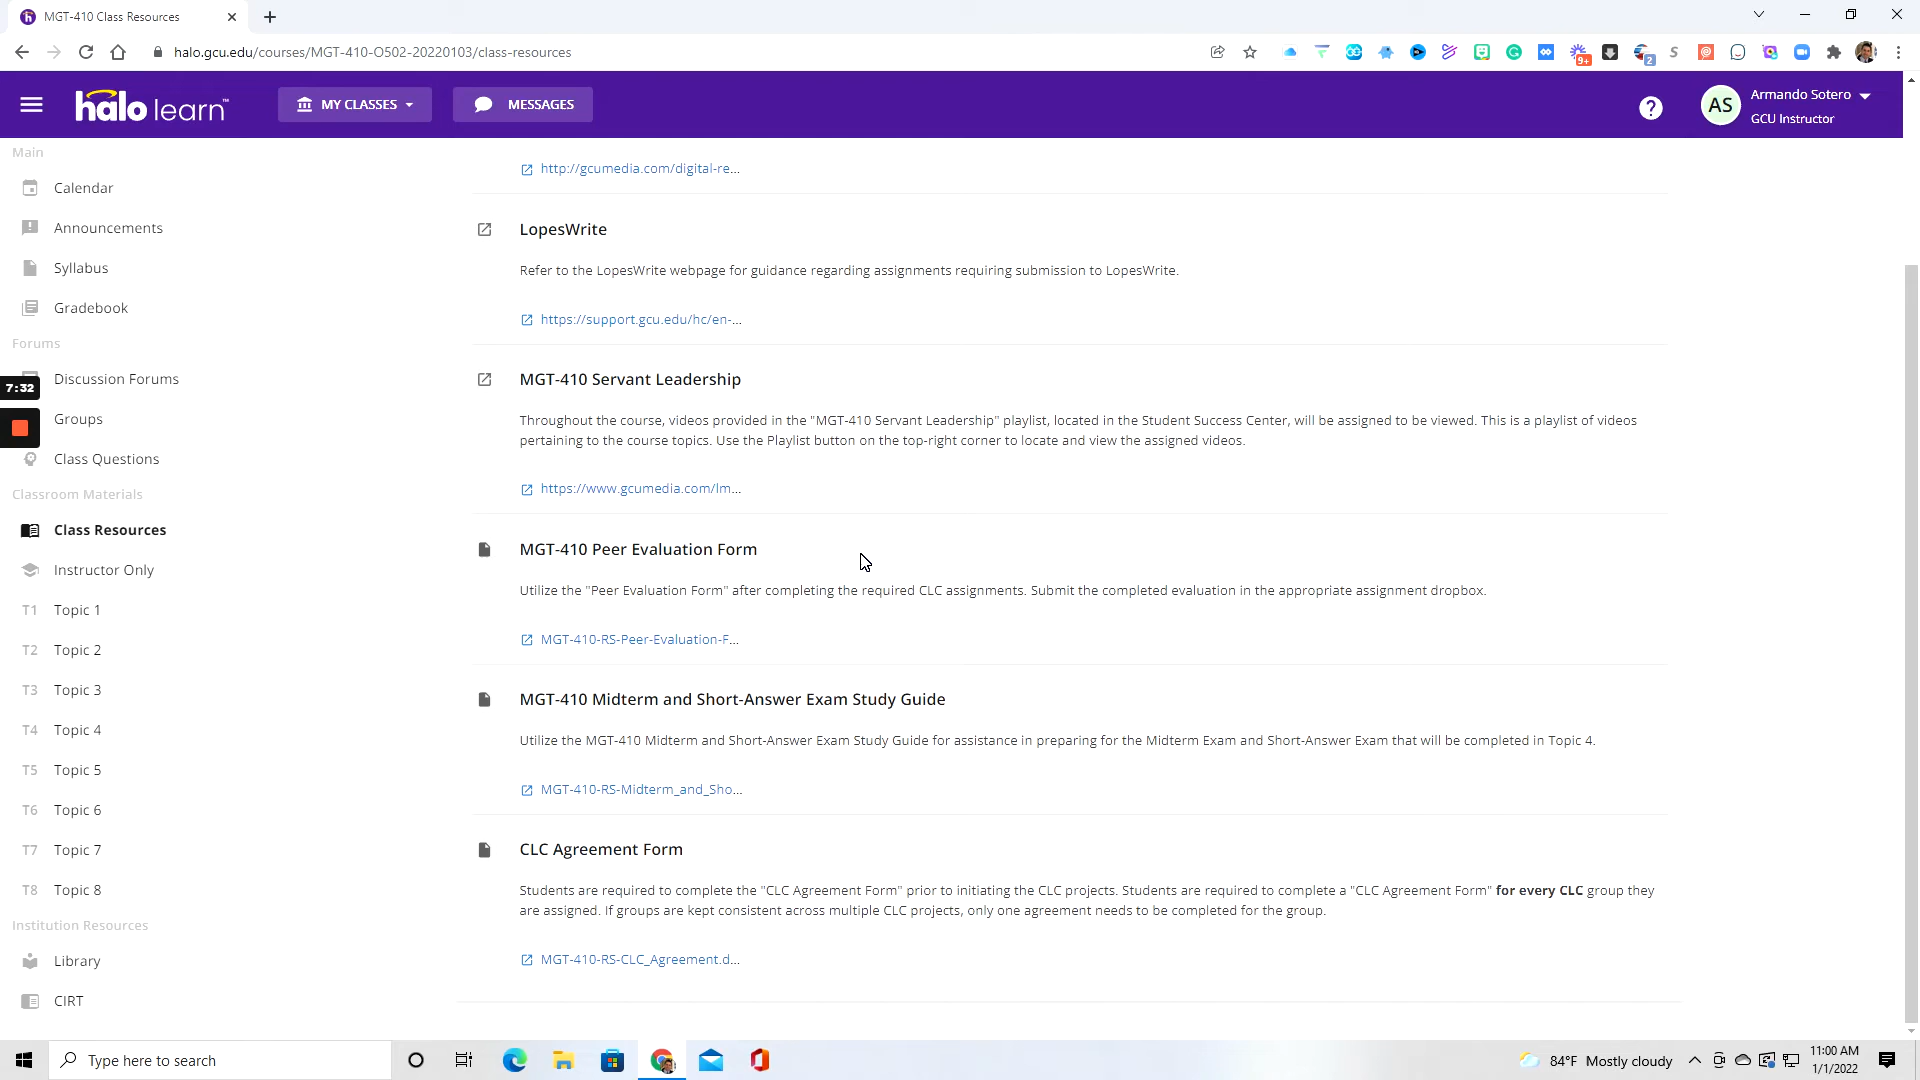 MGT-410 Class Resources
halo.gcu.edu/courses/MGT-410-O502-20220103/class-resources
9+
2
S
halo learn™
MY CLASSES
MESSAGES
?
AS
Armando Sotero
GCU Instructor
Main
Calendar
Announcements
Syllabus
Gradebook
Forums
Discussion Forums
7:32
Groups
Class Questions
Classroom Materials
Class Resources
Instructor Only
T1 Topic 1
T2 Topic 2
T3 Topic 3
T4 Topic 4
T5 Topic 5
T6 Topic 6
T7 Topic 7
T8 Topic 8
Institution Resources
Library
CIRT
http://gcumedia.com/digital-re...
LopesWrite
Refer to the LopesWrite webpage for guidance regarding assignments requiring submission to LopesWrite.
https://support.gcu.edu/hc/en-...
MGT-410 Servant Leadership
Throughout the course, videos provided in the "MGT-410 Servant Leadership" playlist, located in the Student Success Center, will be assigned to be viewed. This is a playlist of videos
pertaining to the course topics. Use the Playlist button on the top-right corner to locate and view the assigned videos.
https://www.gcumedia.com/lm...
MGT-410 Peer Evaluation Form
Utilize the "Peer Evaluation Form" after completing the required CLC assignments. Submit the completed evaluation in the appropriate assignment dropbox.
MGT-410-RS-Peer-Evaluation-F...
MGT-410 Midterm and Short-Answer Exam Study Guide
Utilize the MGT-410 Midterm and Short-Answer Exam Study Guide for assistance in preparing for the Midterm Exam and Short-Answer Exam that will be completed in Topic 4.
MGT-410-RS-Midterm_and_Sho...
CLC Agreement Form
Students are required to complete the "CLC Agreement Form" prior to initiating the CLC projects. Students are required to complete a "CLC Agreement Form" for every CLC group they
are assigned. If groups are kept consistent across multiple CLC projects, only one agreement needs to be completed for the group.
MGT-410-RS-CLC_Agreement.d...
Type here to search
84°F Mostly cloudy
11:00 AM
1/1/2022